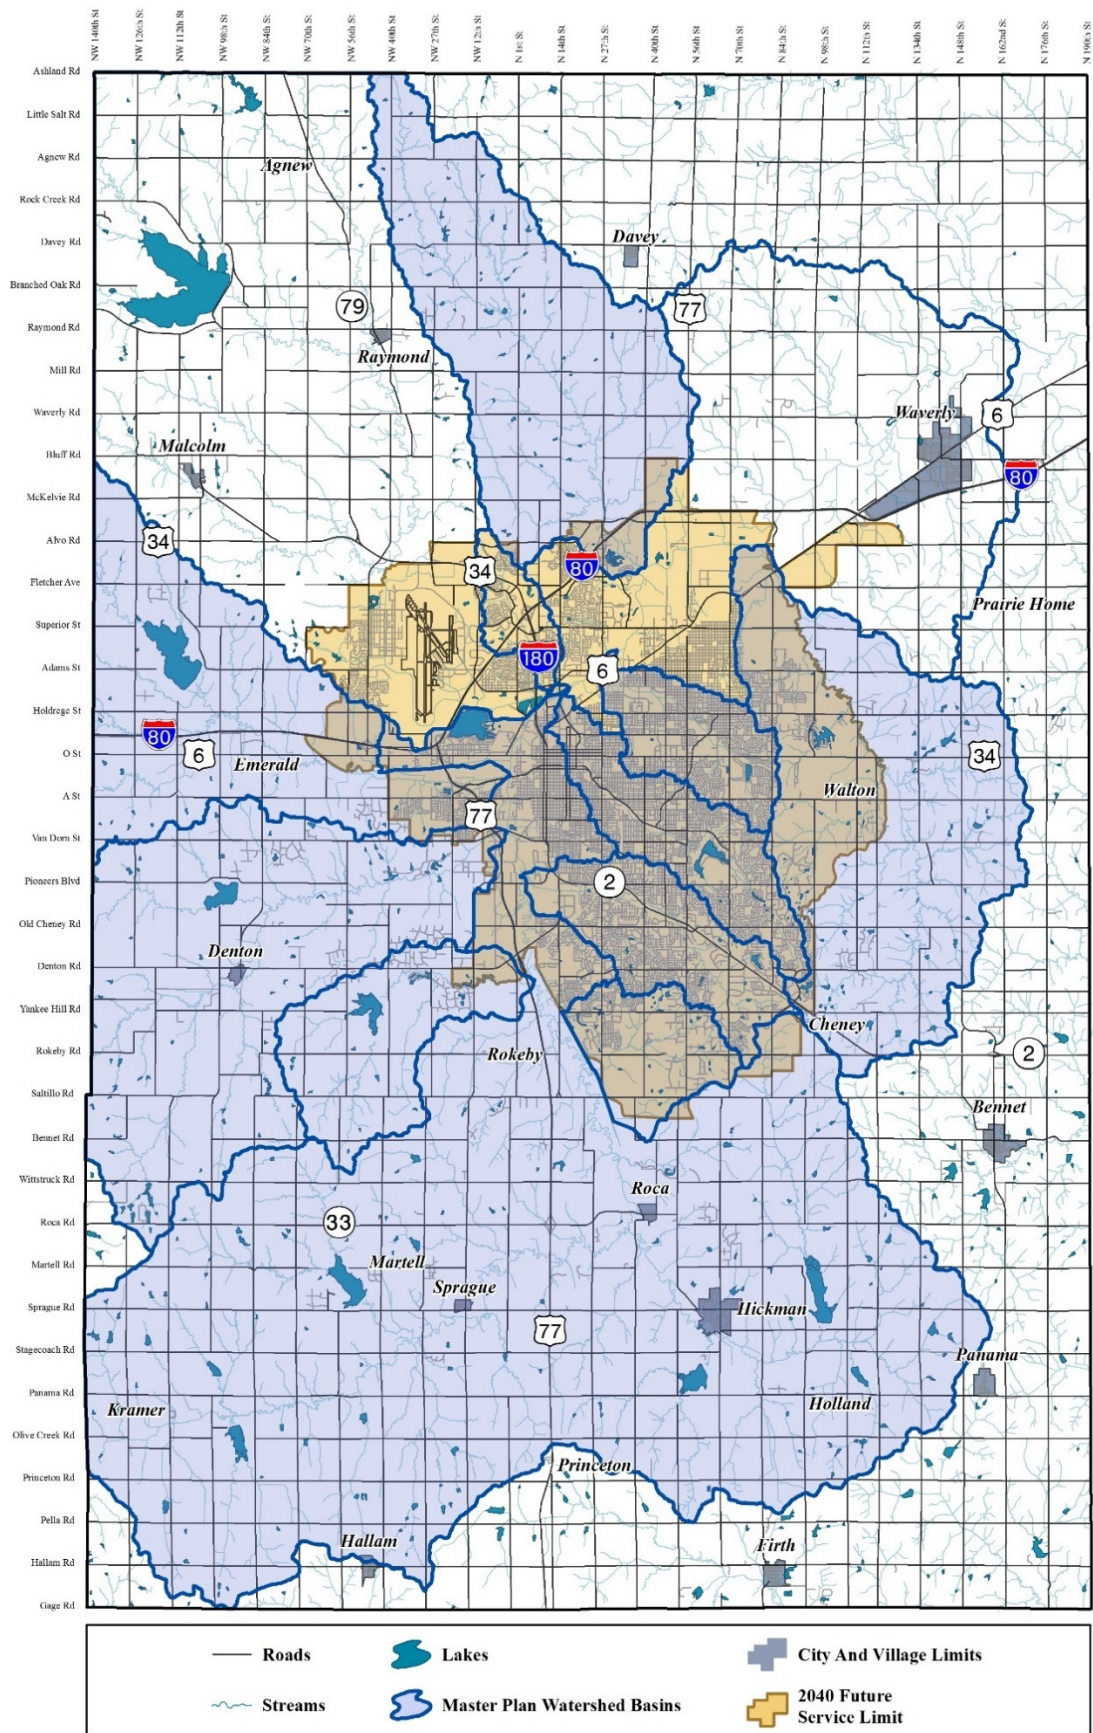 NW 140th St
NW 126th St
NW 112th St
NW 98th St
NW 84th St
NW 70th St
NW 56th St
NW 40th St
NW 27th St
NW 12th St
N 1st St
N 14th St
N 27th St
N 40th St
N 56th St
N 70th St
N 84th St
N 98th St
N 112th St
N 134th St
N 148th St
N 162nd St
N 176th St
N 190th St
Ashland Rd
Little Salt Rd
Agnew Rd
Agnew
Rock Creek Rd
Davey Rd
Davey
Branched Oak Rd
79
77
Raymond Rd
Raymond
Mill Rd
Waverly Rd
Waverly
6
Bluff Rd
Malcolm
80
McKelvie Rd
Alvo Rd
34
34
80
Fletcher Ave
Prairie Home
Superior St
180
Adams St
6
Holdrege St
80
6
O St
34
Emerald
Walton
A St
77
Van Dorn St
Pioneers Blvd
2
Old Cheney Rd
Denton
Denton Rd
Yankee Hill Rd
Cheney
Rokeby Rd
Rokeby
2
Saltillo Rd
Bennet
Bennet Rd
Wittstruck Rd
Roca
Roca Rd
33
Martell Rd
Martell
Sprague
Sprague Rd
Hickman
77
Stagecoach Rd
Panama
Panama Rd
Kramer
Holland
Olive Creek Rd
Princeton
Princeton Rd
Pella Rd
Hallam
Firth
Hallam Rd
Gage Rd
Roads
Lakes
City And Village Limits
Streams
Master Plan Watershed Basins
2040 Future
Service Limit